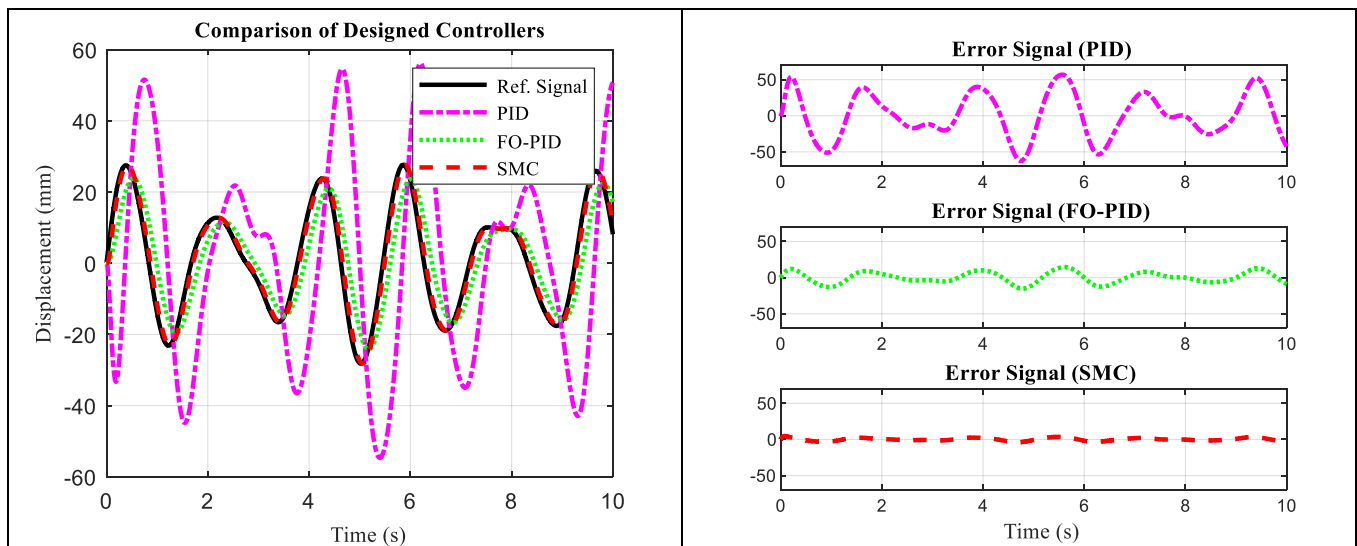 Comparison of Designed Controllers
60
40
20
0
-20
-40
-60
Displacement (mm)
Ref. Signal
PID
FO-PID
SMC
0 2 4 6 8 10
Time (s)
Error Signal (PID)
50
0
-50
0 2 4 6 8 10
Error Signal (FO-PID)
50
0
-50
0 2 4 6 8 10
Error Signal (SMC)
50
0
-50
0 2 4 6 8 10
Time (s)